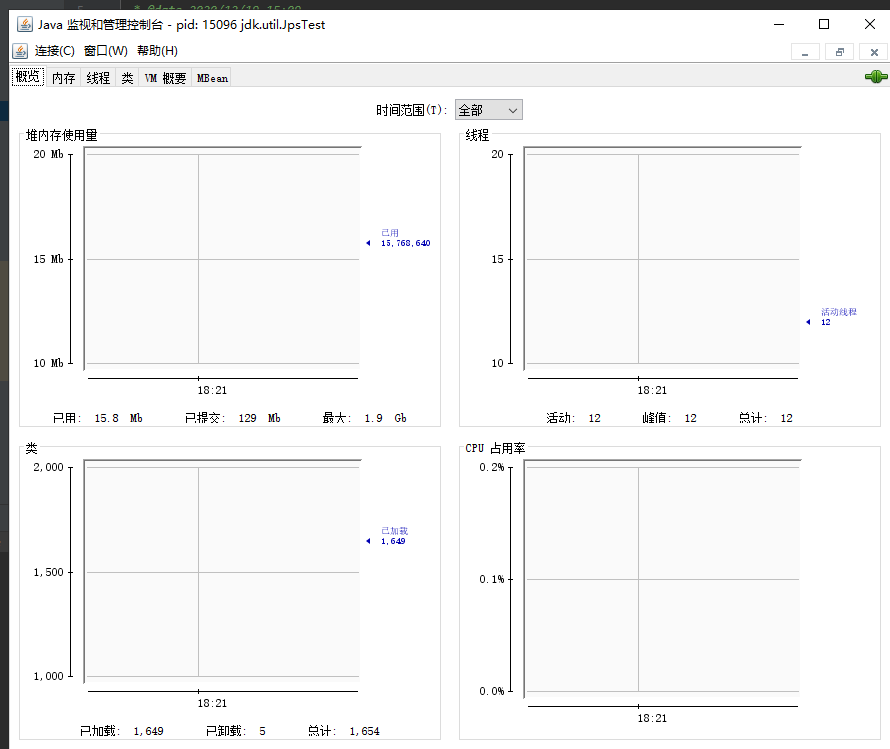 Java 监视和管理控制台 - pid: 15096 jdk.util.JpsTest
连接(C) 窗口(W) 帮助(H)
概览 内存 线程 类 VM 概要 MBean
时间范围(T): 全部
堆内存使用量
20 Mb
15 Mb
10 Mb
已用
15,768,640
18:21
已用: 15.8 Mb 已提交: 129 Mb 最大: 1.9 Gb
线程
20
15
10
活动线程
12
18:21
活动: 12 峰值: 12 总计: 12
类
2,000
1,500
1,000
已加载
1,649
18:21
已加载: 1,649 已卸载: 5 总计: 1,654
CPU 占用率
0.2%
0.1%
0.0%
18:21